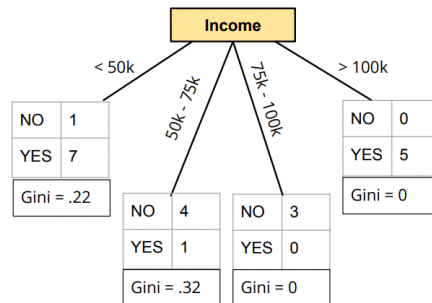 Income
< 50k
50k - 75k
75k - 100k
> 100k
NO 1
YES 7
Gini = .22
NO 4
YES 1
Gini = .32
NO 3
YES 0
Gini = 0
NO 0
YES 5
Gini = 0